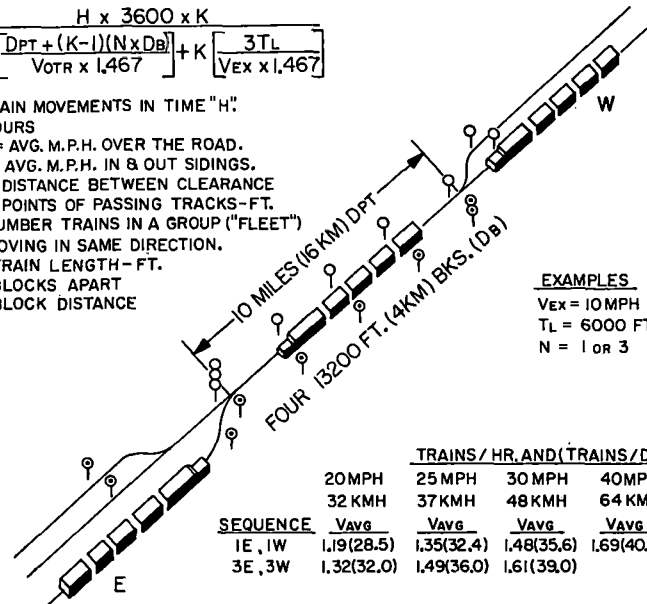 H x 3600 x K
DPT + (K-1)(N x DB) + K 3TL
VOTR x 1.467 VEX x 1.467
AIN MOVEMENTS IN TIME "H".
OURS
= AVG. M.P.H. OVER THE ROAD.
AVG. M.P.H. IN & OUT SIDINGS.
DISTANCE BETWEEN CLEARANCE
POINTS OF PASSING TRACKS-FT.
UMBER TRAINS IN A GROUP ("FLEET")
OVING IN SAME DIRECTION.
RAIN LENGTH-FT.
BLOCKS APART
BLOCK DISTANCE
W
10 MILES (16 KM) DPT
FOUR 13200 FT. (4KM) BKS. (DB)
E
EXAMPLES
VEX = 10 MPH
TL = 6000 FT
N = 1 OR 3
TRAINS/HR. AND (TRAINS/D
20 MPH 25 MPH 30 MPH 40MP
32 KMH 37 KMH 48 KMH 64 KM
SEQUENCE VAVG VAVG VAVG VAVG
1E, 1W 1.19(28.5) 1.35(32.4) 1.48(35.6) 1.69(40.
3E, 3W 1.32(32.0) 1.49(36.0) 1.61(39.0)